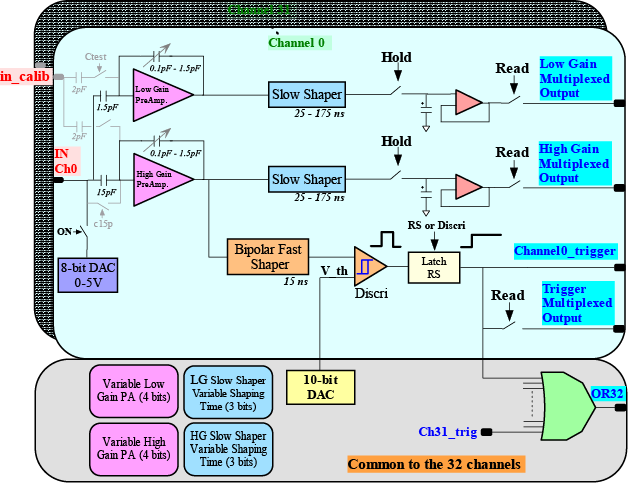 Channel 0
in_calib
Ctest
2pF
0.1pF - 1.5pF
Low Gain
PreAmp.
1.5pF
2pF
Slow Shaper
25 - 175 ns
Hold
Read
Low Gain
Multiplexed
Output
IN
Ch0
0.1pF - 1.5pF
High Gain
PreAmp.
15pF
c15p
Slow Shaper
25 - 175 ns
Hold
Read
High Gain
Multiplexed
Output
ON
8-bit DAC
0-5V
Bipolar Fast
Shaper
15 ns
V_th
Discri
RS or Discri
Latch
RS
Channel0_trigger
Read
Trigger
Multiplexed
Output
Variable Low
Gain PA (4 bits)
LG Slow Shaper
Variable Shaping
Time (3 bits)
10-bit
DAC
OR32
Variable High
Gain PA (4 bits)
HG Slow Shaper
Variable Shaping
Time (3 bits)
Ch31_trig
Common to the 32 channels